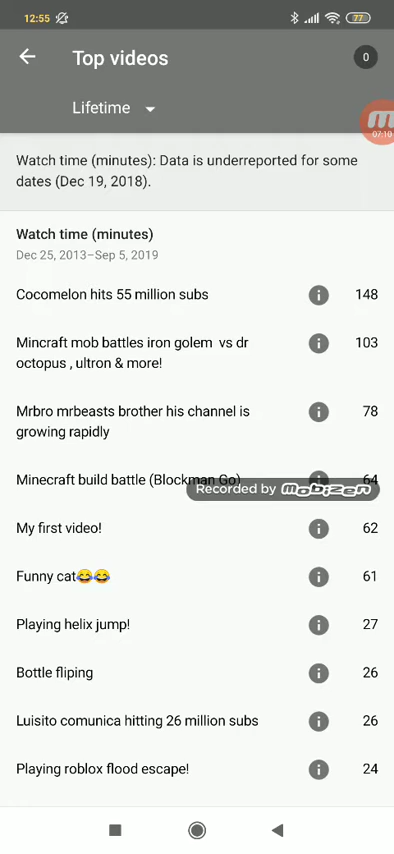 12:55
77
Top videos
0
Lifetime
07:10
Watch time (minutes): Data is underreported for some
dates (Dec 19, 2018).
Watch time (minutes)
Dec 25, 2013–Sep 5, 2019
Cocomelon hits 55 million subs 148
Mincraft mob battles iron golem vs dr 103
octopus , ultron & more!
Mrbro mrbeasts brother his channel is 78
growing rapidly
Minecraft build battle (Blockman Go) 64
Recorded by mobizen
My first video! 62
Funny cat😂😂 61
Playing helix jump! 27
Bottle fliping 26
Luisito comunica hitting 26 million subs 26
Playing roblox flood escape! 24